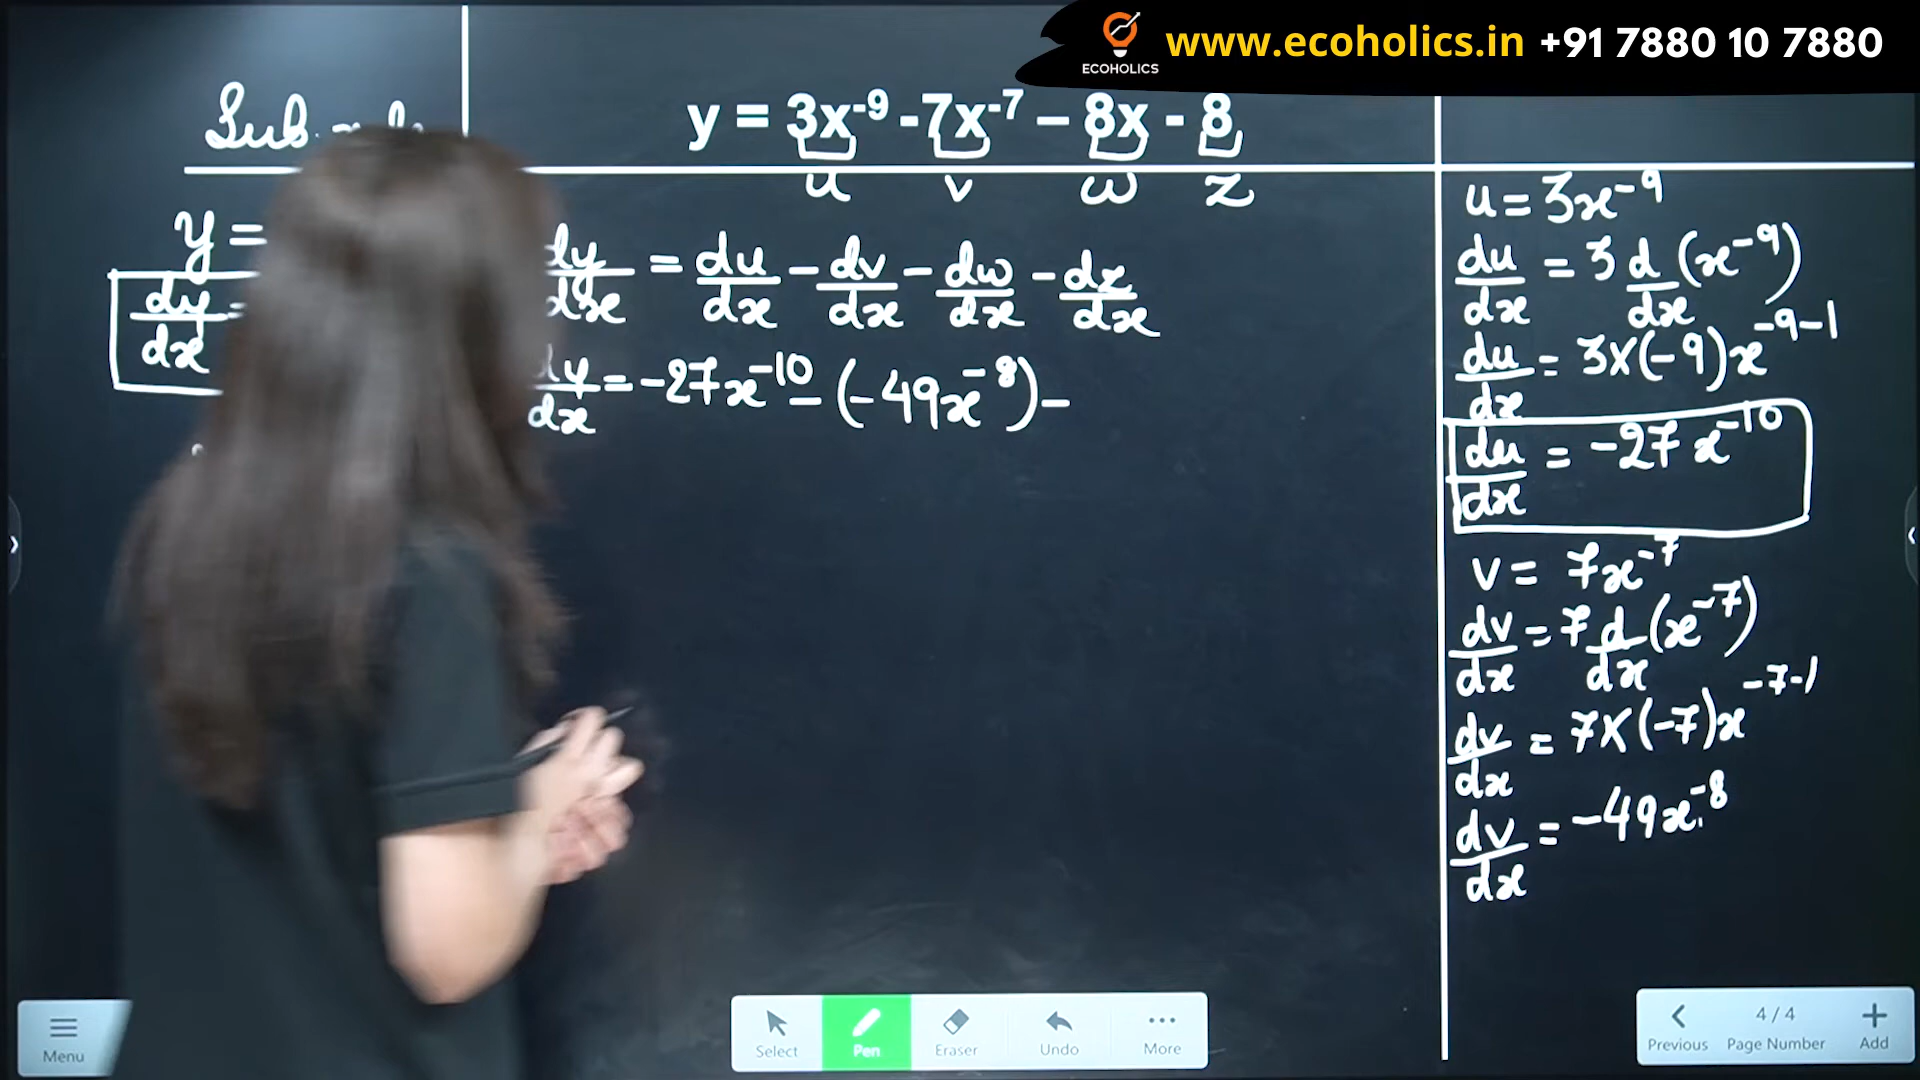 www.ecoholics.in +91 7880 10 7880
ECOHOLICS
Sub.
y = 3x⁻⁹ -7x⁻⁷ – 8x - 8
u v w z
y =
dy/dx =
dy/dx = du/dx - dv/dx - dw/dx - dz/dx
dy/dx = -27x⁻¹⁰ - (-49x⁻⁸) -
u = 3x⁻⁹
du/dx = 3 d/dx (x⁻⁹)
du/dx = 3×(-9)x⁻⁹⁻¹
du/dx = -27 x⁻¹⁰
v = 7x⁻⁷
dv/dx = 7 d/dx (x⁻⁷)
dv/dx = 7×(-7)x⁻⁷⁻¹
dv/dx = -49x⁻⁸
Menu
Select Pen Eraser Undo More
4 / 4
Previous Page Number Add